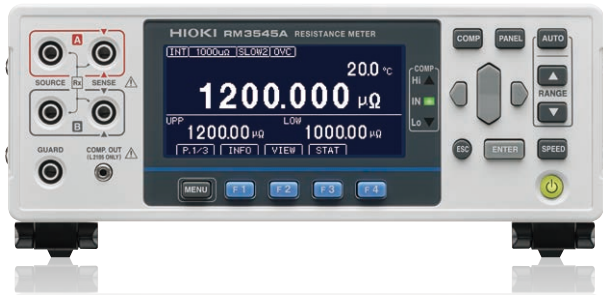 HIOKI RM3545A RESISTANCE METER
A
SOURCE Rx SENSE
B
GUARD COMP. OUT
(L2105 ONLY)
INT 1000μΩ SLOW2 OVC
20.0 °C
1200.000 μΩ
UPP LOW
1200.00 μΩ 1000.00 μΩ
P.1/3 INFO VIEW STAT
COMP
Hi
IN
Lo
MENU F1 F2 F3 F4
COMP PANEL AUTO
RANGE
ESC ENTER SPEED